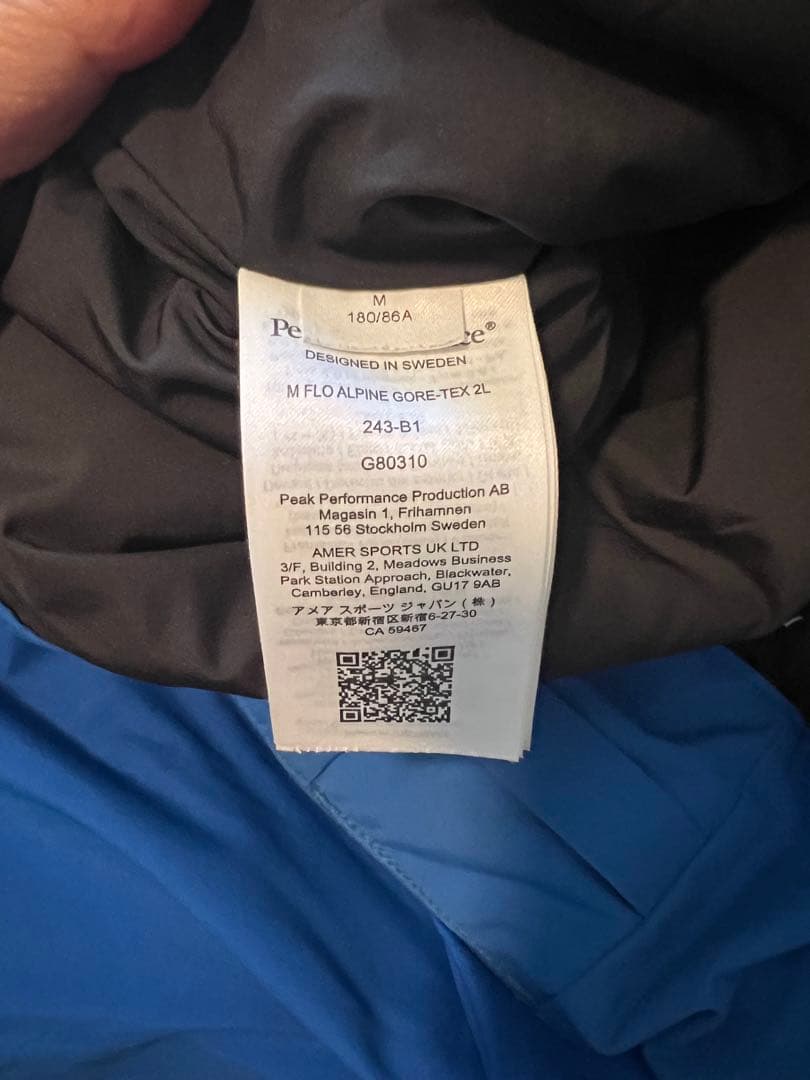 M
180/86A
Pe ce®
DESIGNED IN SWEDEN
M FLO ALPINE GORE-TEX 2L
243-B1
G80310
Peak Performance Production AB
Magasin 1, Frihamnen
115 56 Stockholm Sweden
AMER SPORTS UK LTD
3/F, Building 2, Meadows Business
Park Station Approach, Blackwater,
Camberley, England, GU17 9AB
アメア スポーツ ジャパン ( 株 )
東京都新宿区新宿6-27-30
CA 59467